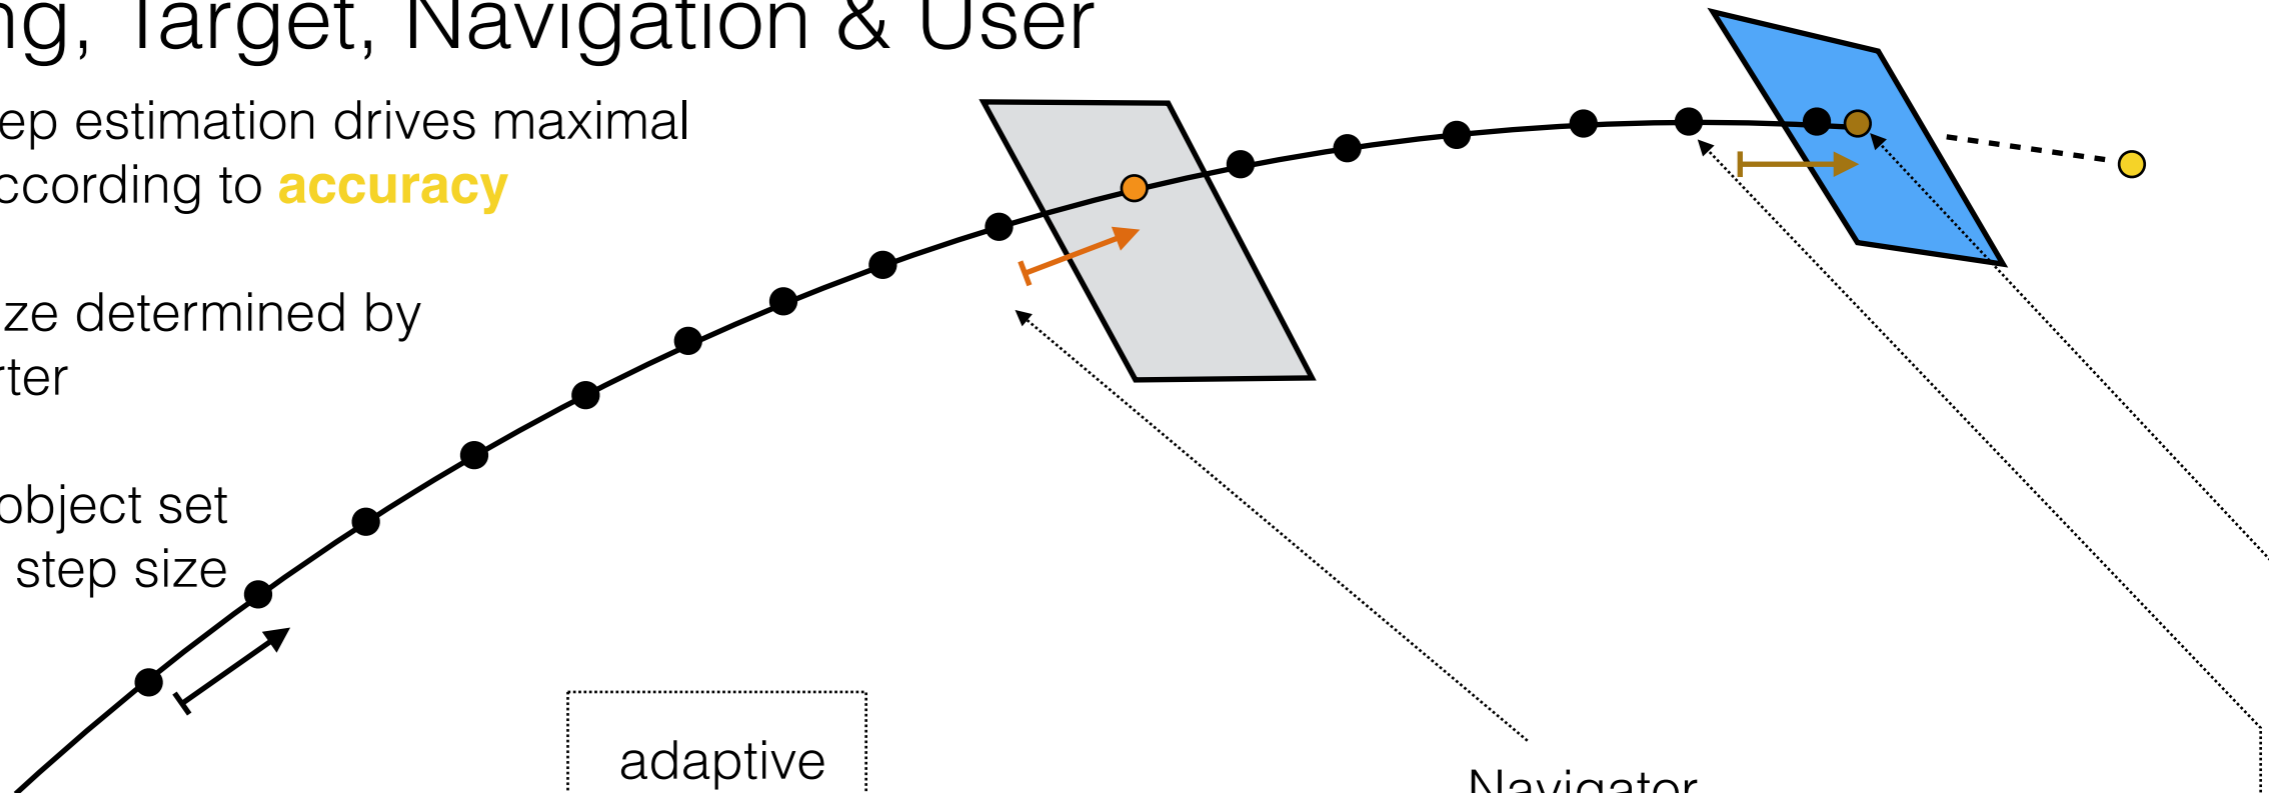 ng, Target, Navigation & User
ep estimation drives maximal
ccording to accuracy
ze determined by
rter
object set
step size
adaptive
Navigator